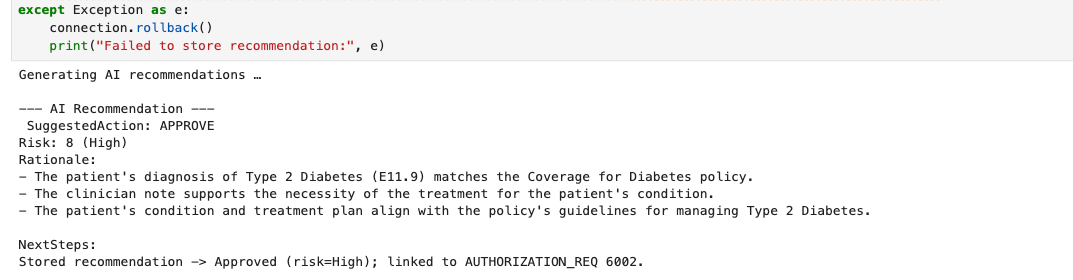 except Exception as e:
    connection.rollback()
    print("Failed to store recommendation:", e)
Generating AI recommendations …
--- AI Recommendation ---
 SuggestedAction: APPROVE
Risk: 8 (High)
Rationale:
- The patient's diagnosis of Type 2 Diabetes (E11.9) matches the Coverage for Diabetes policy.
- The clinician note supports the necessity of the treatment for the patient's condition.
- The patient's condition and treatment plan align with the policy's guidelines for managing Type 2 Diabetes.
NextSteps:
Stored recommendation -> Approved (risk=High); linked to AUTHORIZATION_REQ 6002.